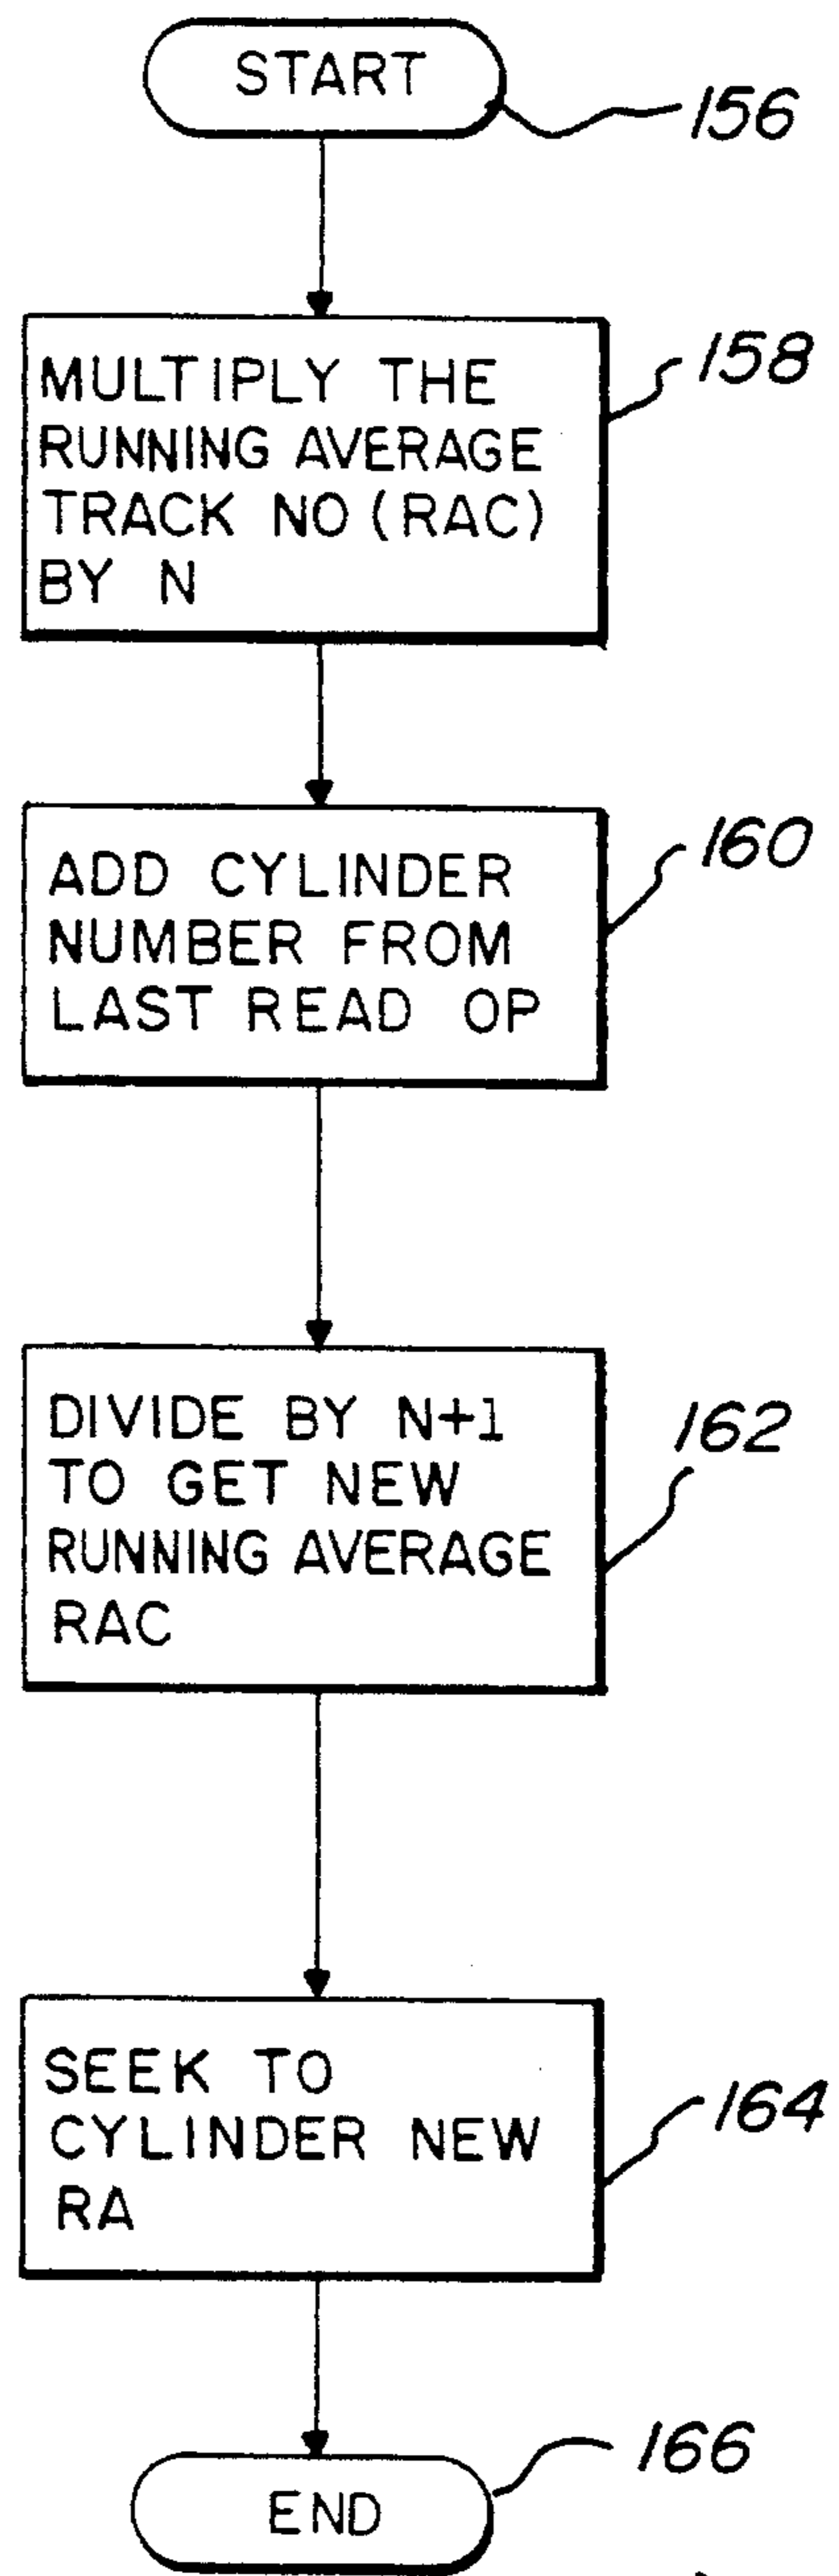 START
156
MULTIPLY THE
RUNNING AVERAGE
TRACK NO (RAC)
BY N
158
ADD CYLINDER
NUMBER FROM
LAST READ OP
160
DIVIDE BY N+1
TO GET NEW
RUNNING AVERAGE
RAC
162
SEEK TO
CYLINDER NEW
RA
164
END
166